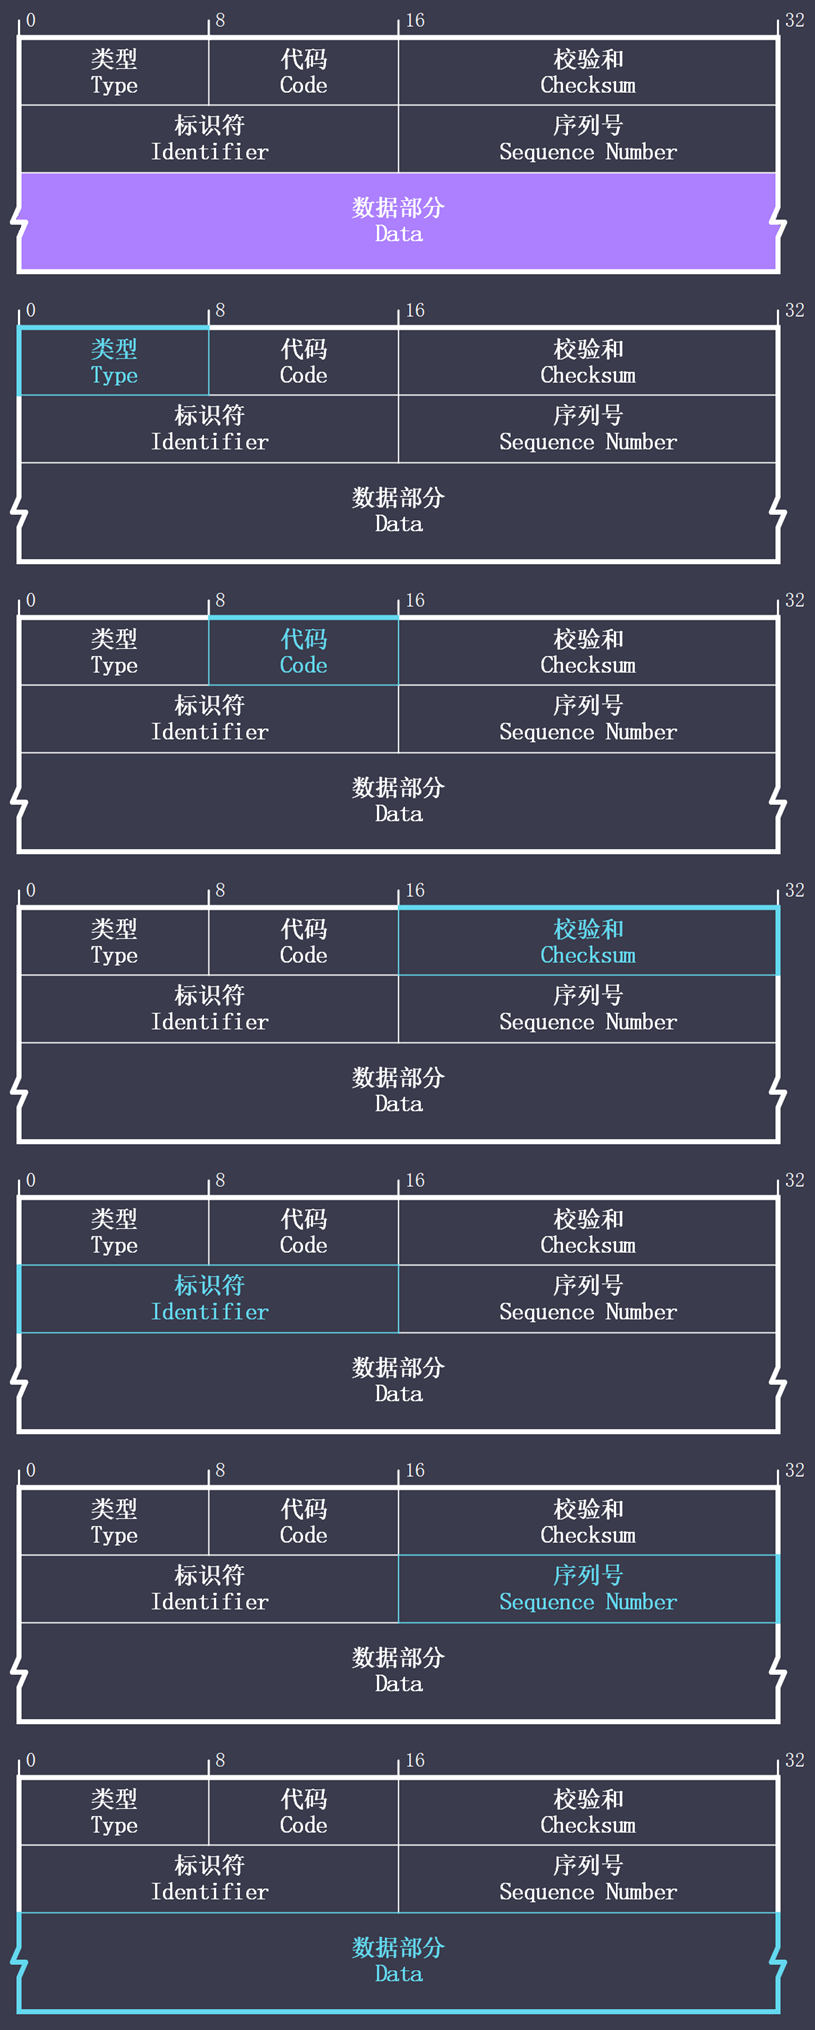 0 8 16 32
类型 代码 校验和
Type Code Checksum
标识符 序列号
Identifier Sequence Number
数据部分
Data
0 8 16 32
类型 代码 校验和
Type Code Checksum
标识符 序列号
Identifier Sequence Number
数据部分
Data
0 8 16 32
类型 代码 校验和
Type Code Checksum
标识符 序列号
Identifier Sequence Number
数据部分
Data
0 8 16 32
类型 代码 校验和
Type Code Checksum
标识符 序列号
Identifier Sequence Number
数据部分
Data
0 8 16 32
类型 代码 校验和
Type Code Checksum
标识符 序列号
Identifier Sequence Number
数据部分
Data
0 8 16 32
类型 代码 校验和
Type Code Checksum
标识符 序列号
Identifier Sequence Number
数据部分
Data
0 8 16 32
类型 代码 校验和
Type Code Checksum
标识符 序列号
Identifier Sequence Number
数据部分
Data